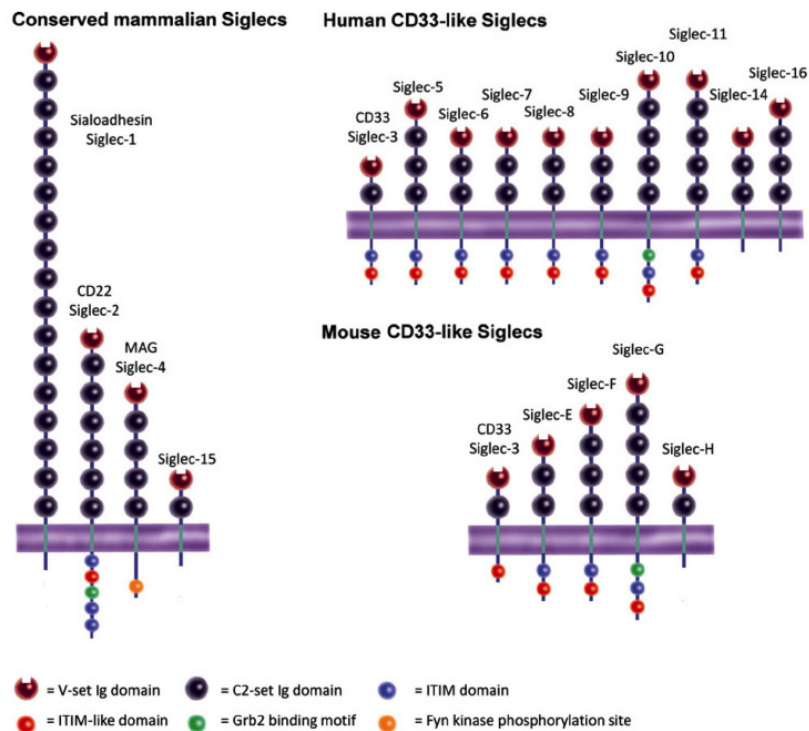 Conserved mammalian Siglecs
Sialoadhesin
Siglec-1
CD22
Siglec-2
MAG
Siglec-4
Siglec-15
Human CD33-like Siglecs
CD33
Siglec-3
Siglec-5
Siglec-6
Siglec-7
Siglec-8
Siglec-9
Siglec-10
Siglec-11
Siglec-14
Siglec-16
Mouse CD33-like Siglecs
CD33
Siglec-3
Siglec-E
Siglec-F
Siglec-G
Siglec-H
= V-set Ig domain
= C2-set Ig domain
= ITIM domain
= ITIM-like domain
= Grb2 binding motif
= Fyn kinase phosphorylation site